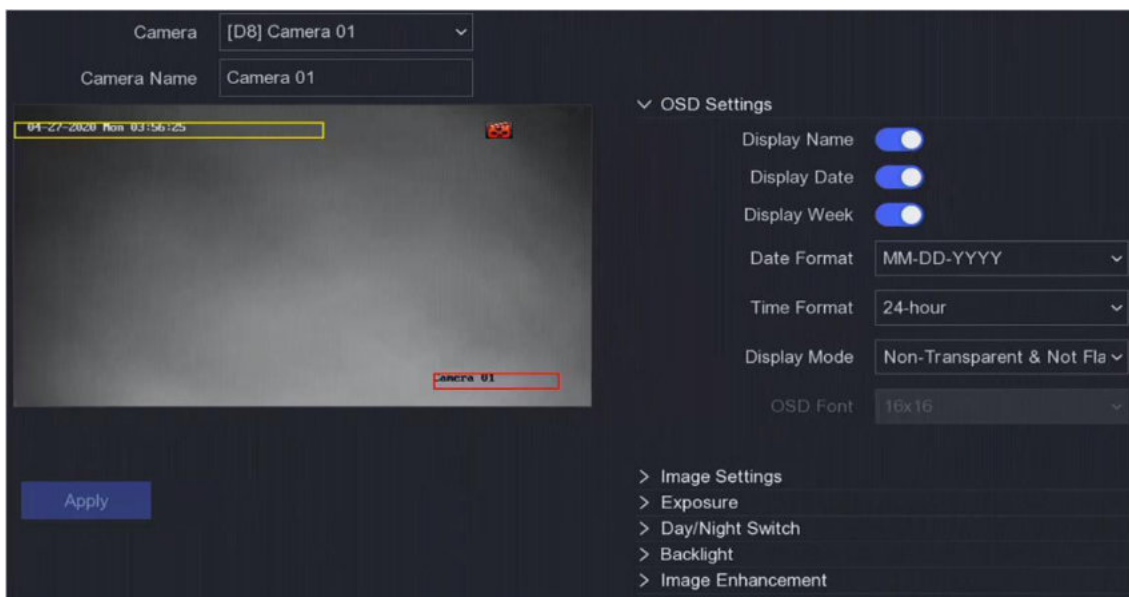 Camera [D8] Camera 01
Camera Name Camera 01
04-27-2020 Mon 03:56:25
Camera 01
Apply
OSD Settings
Display Name
Display Date
Display Week
Date Format MM-DD-YYYY
Time Format 24-hour
Display Mode Non-Transparent & Not Fla
OSD Font 16x16
Image Settings
Exposure
Day/Night Switch
Backlight
Image Enhancement